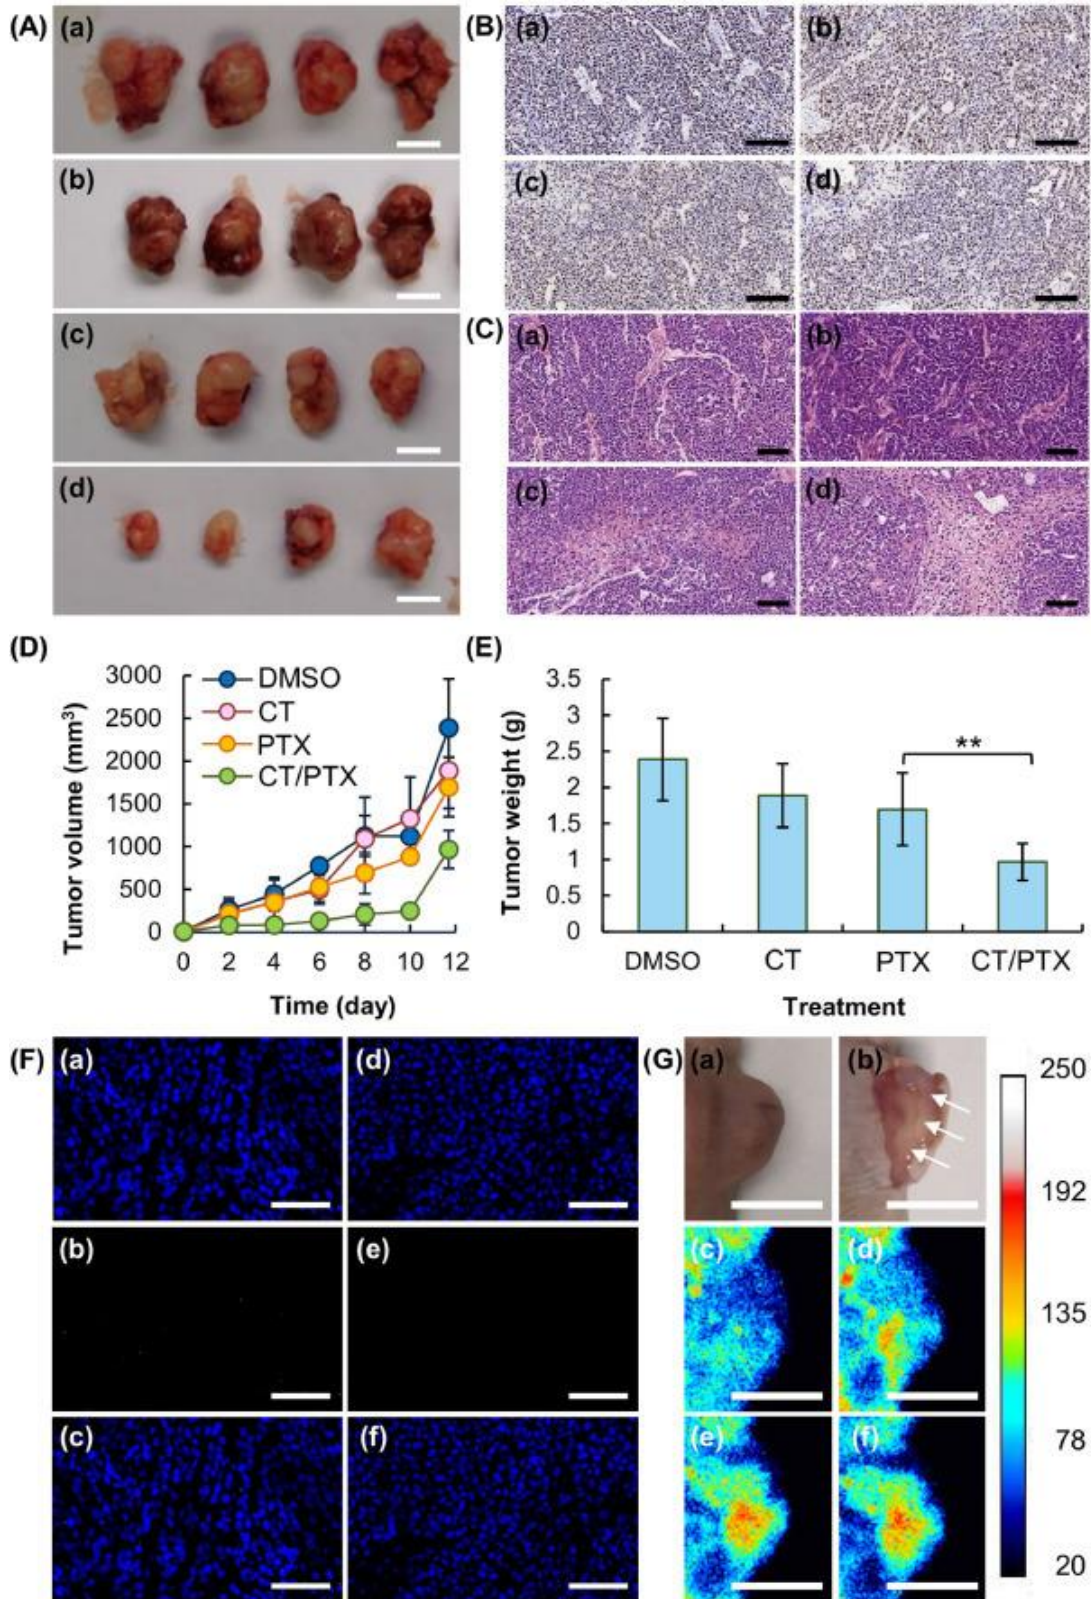 (A) (a)
(b)
(c)
(d)
(B) (a) (b)
(c) (d)
(C) (a) (b)
(c) (d)
(D)
3000
2500
2000
1500
1000
500
0
Tumor volume (mm³)
DMSO
CT
PTX
CT/PTX
0 2 4 6 8 10 12
Time (day)
(E)
3.5
3
2.5
2
1.5
1
0.5
0
Tumor weight (g)
**
DMSO CT PTX CT/PTX
Treatment
(F) (a) (d)
(b) (e)
(c) (f)
(G) (a) (b)
(c) (d)
(e) (f)
250
192
135
78
20